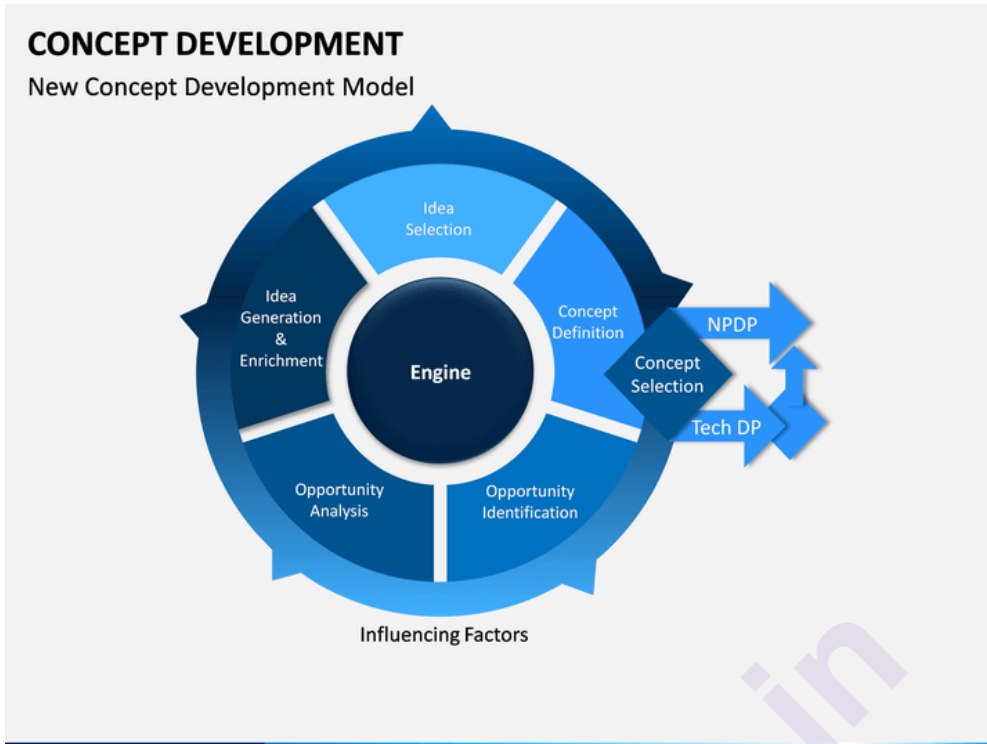 CONCEPT DEVELOPMENT
New Concept Development Model
Idea
Selection
Idea
Generation
&
Enrichment
Concept
Definition
Engine
Concept
Selection
NPDP
Tech DP
Opportunity
Analysis
Opportunity
Identification
Influencing Factors
in